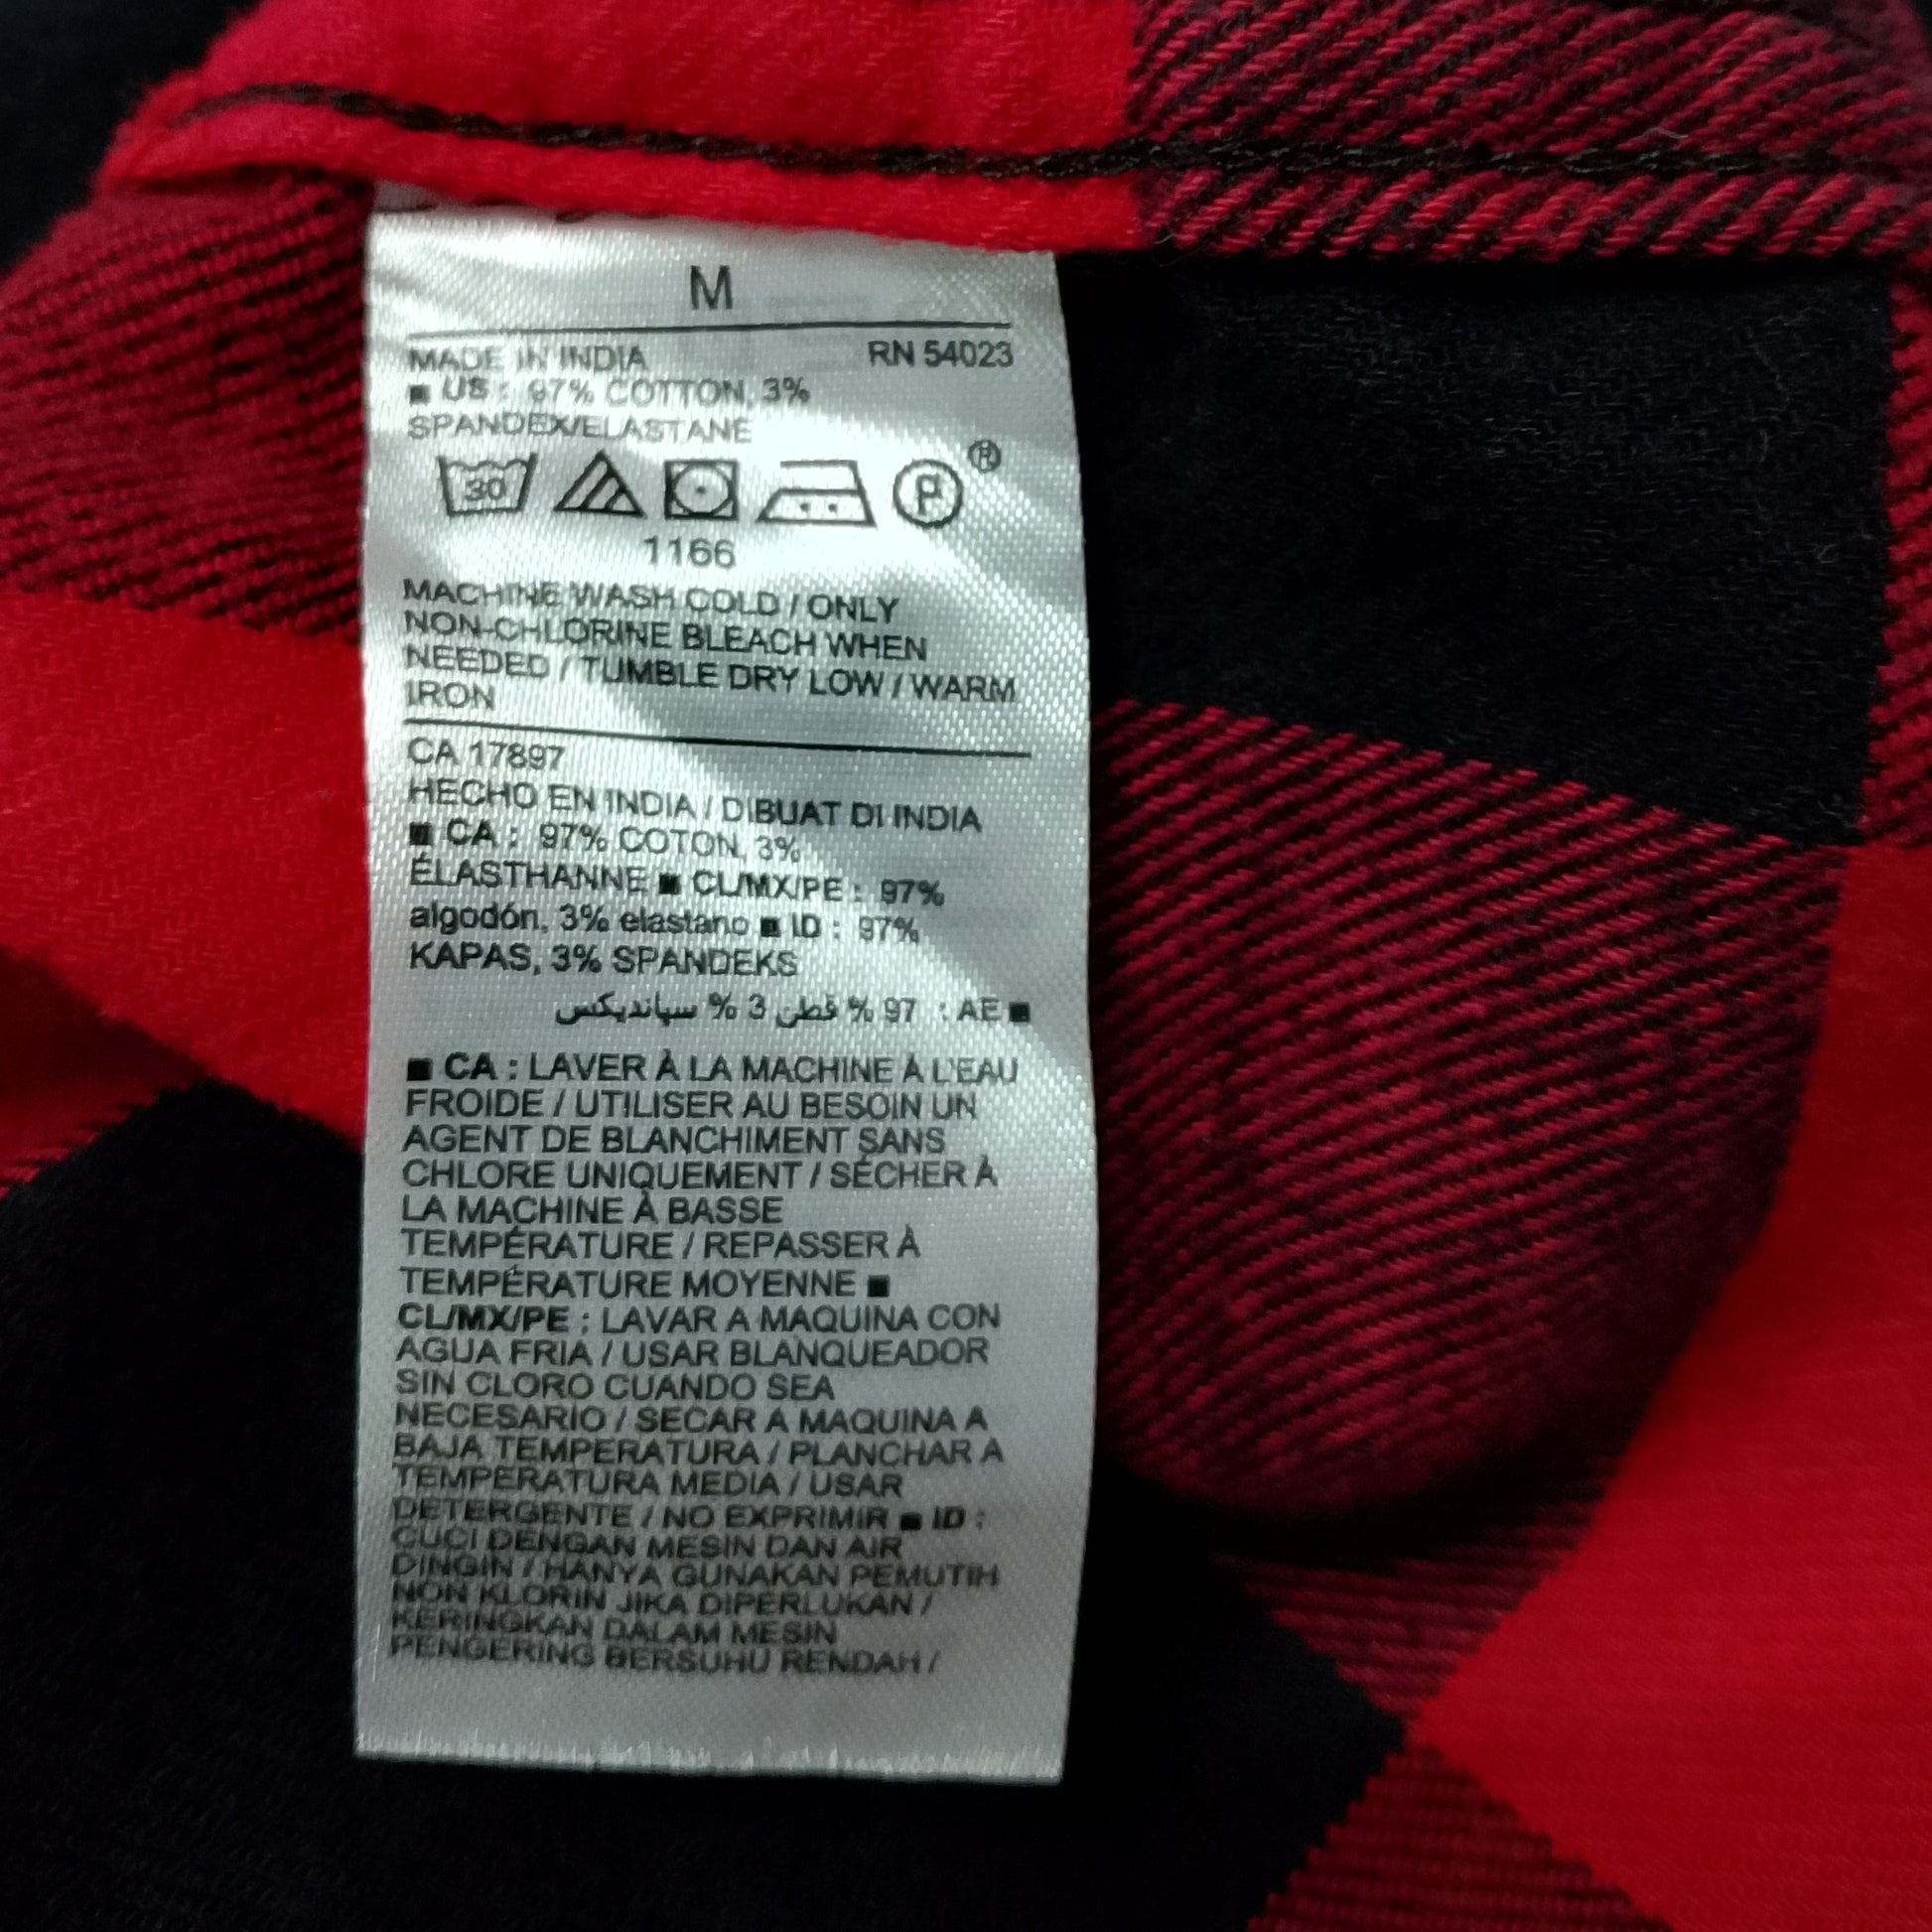 M
MADE IN INDIA RN 54023
■ US : 97% COTTON, 3%
SPANDEX/ELASTANE
30 P ®
1166
MACHINE WASH COLD / ONLY
NON-CHLORINE BLEACH WHEN
NEEDED / TUMBLE DRY LOW / WARM
IRON
CA 17897
HECHO EN INDIA / DIBUAT DI INDIA
■ CA : 97% COTON, 3%
ÉLASTHANNE ■ CL/MX/PE : 97%
algodón, 3% elastano ■ ID : 97%
KAPAS, 3% SPANDEKS
■ AE : 97 % قطن 3 % سپانديكس
■ CA : LAVER À LA MACHINE À L'EAU
FROIDE / UTILISER AU BESOIN UN
AGENT DE BLANCHIMENT SANS
CHLORE UNIQUEMENT / SÉCHER À
LA MACHINE À BASSE
TEMPÉRATURE / REPASSER À
TEMPÉRATURE MOYENNE ■
CL/MX/PE : LAVAR A MAQUINA CON
AGUA FRIA / USAR BLANQUEADOR
SIN CLORO CUANDO SEA
NECESARIO / SECAR A MAQUINA A
BAJA TEMPERATURA / PLANCHAR A
TEMPERATURA MEDIA / USAR
DETERGENTE / NO EXPRIMIR ■ ID :
CUCI DENGAN MESIN DAN AIR
DINGIN / HANYA GUNAKAN PEMUTIH
NON KLORIN JIKA DIPERLUKAN /
KERINGKAN DALAM MESIN
PENGERING BERSUHU RENDAH /